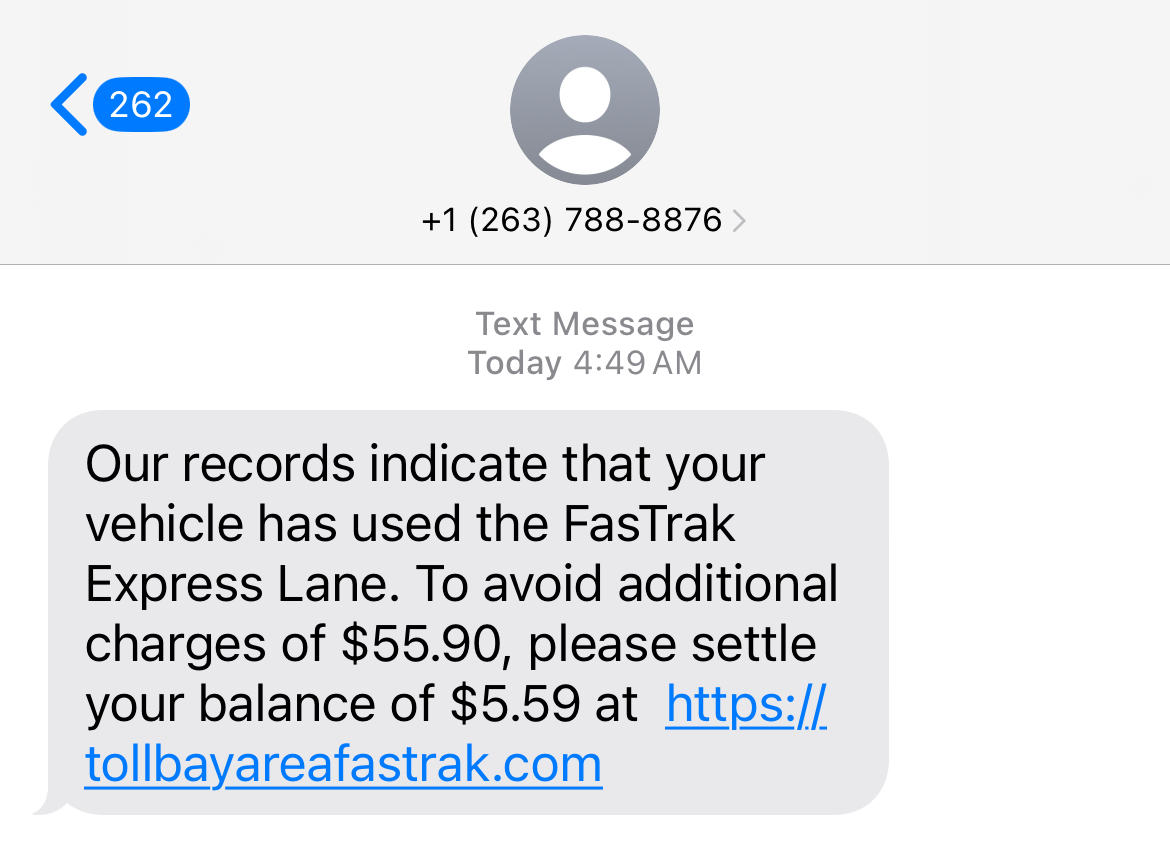 262
+1 (263) 788-8876
Text Message
Today 4:49 AM
Our records indicate that your
vehicle has used the FasTrak
Express Lane. To avoid additional
charges of $55.90, please settle
your balance of $5.59 at  https://
tollbayareafastrak.com